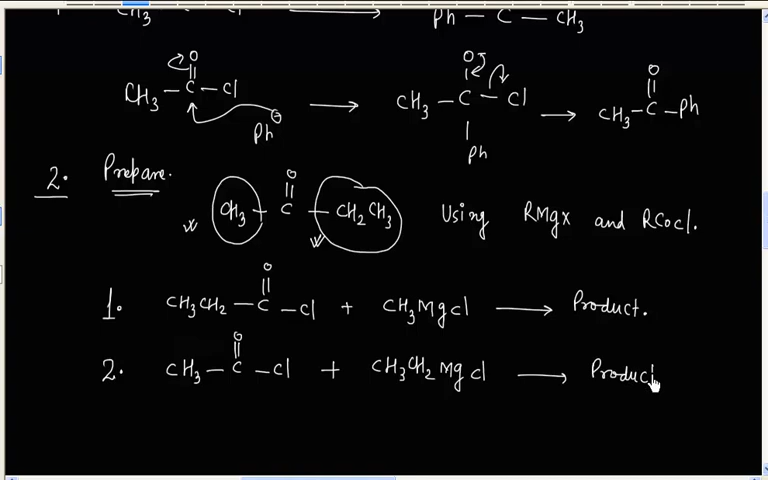 CH3 Ph — C — CH3
O O O
CH3 — C — Cl CH3 — C — Cl CH3 — C — Ph
Ph Ph
2. Prepare.
O
CH3 — C — CH2CH3 Using RMgx and RCocl.
O
1. CH3CH2 — C — Cl + CH3Mgcl Product.
O
2. CH3 — C — Cl + CH3CH2Mgcl Product